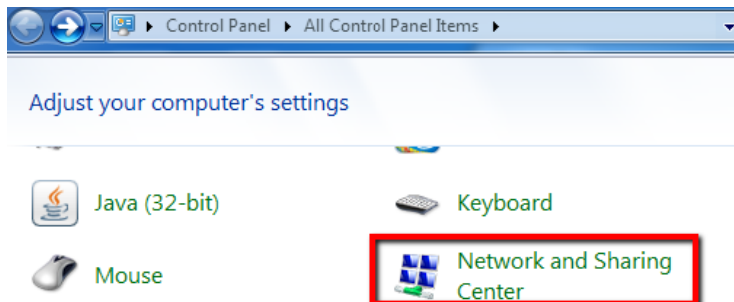 Control Panel All Control Panel Items
Adjust your computer's settings
Java (32-bit)
Keyboard
Mouse
Network and Sharing
Center